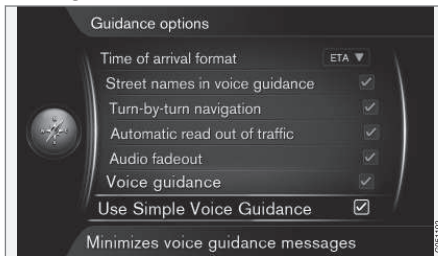 Guidance options
Time of arrival format ETA
Street names in voice guidance
Turn-by-turn navigation
Automatic read out of traffic
Audio fadeout
Voice guidance
Use Simple Voice Guidance
Minimizes voice guidance messages